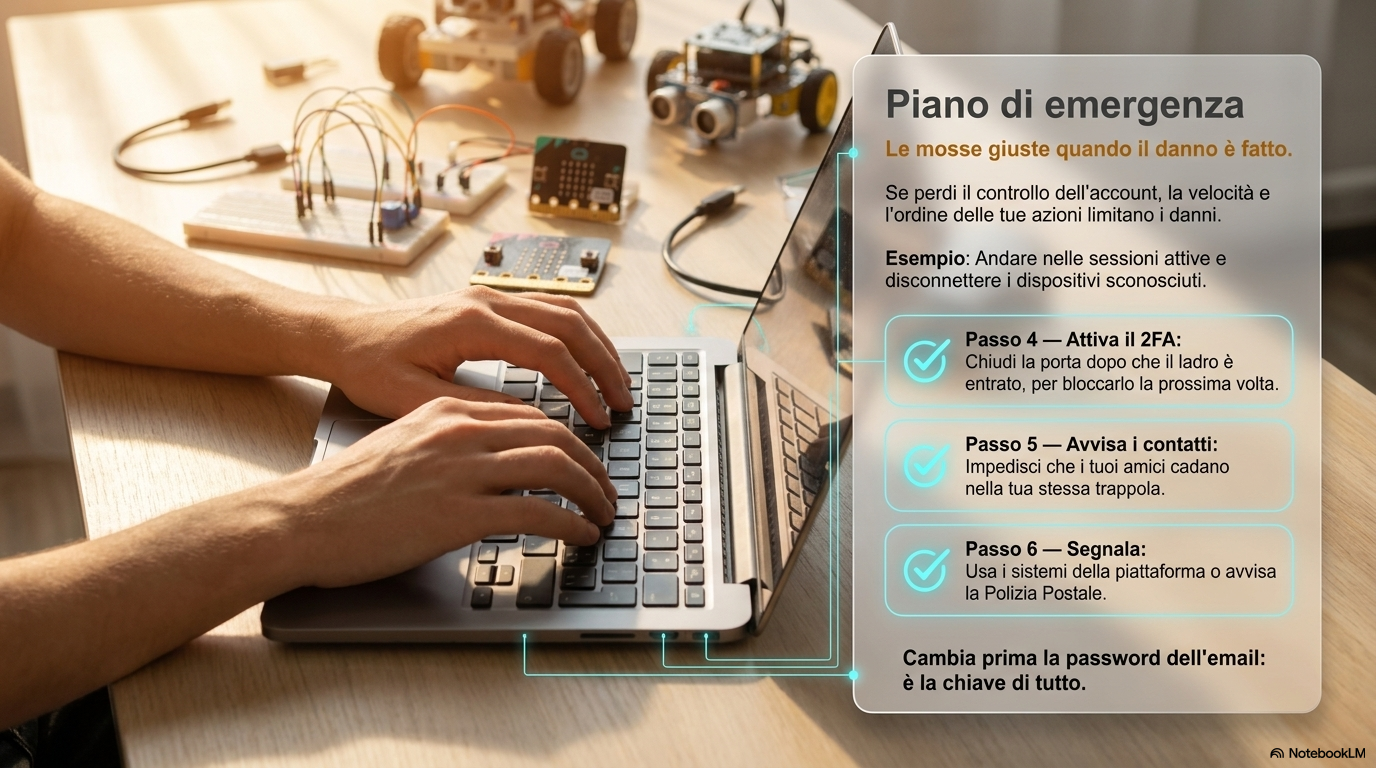 Piano di emergenza
Le mosse giuste quando il danno è fatto.
Se perdi il controllo dell'account, la velocità e
l'ordine delle tue azioni limitano i danni.
Esempio: Andare nelle sessioni attive e
disconnettere i dispositivi sconosciuti.
Passo 4 — Attiva il 2FA:
Chiudi la porta dopo che il ladro è
entrato, per bloccarlo la prossima volta.
Passo 5 — Avvisa i contatti:
Impedisci che i tuoi amici cadano
nella tua stessa trappola.
Passo 6 — Segnala:
Usa i sistemi della piattaforma o avvisa
la Polizia Postale.
Cambia prima la password dell'email:
è la chiave di tutto.
NotebookLM